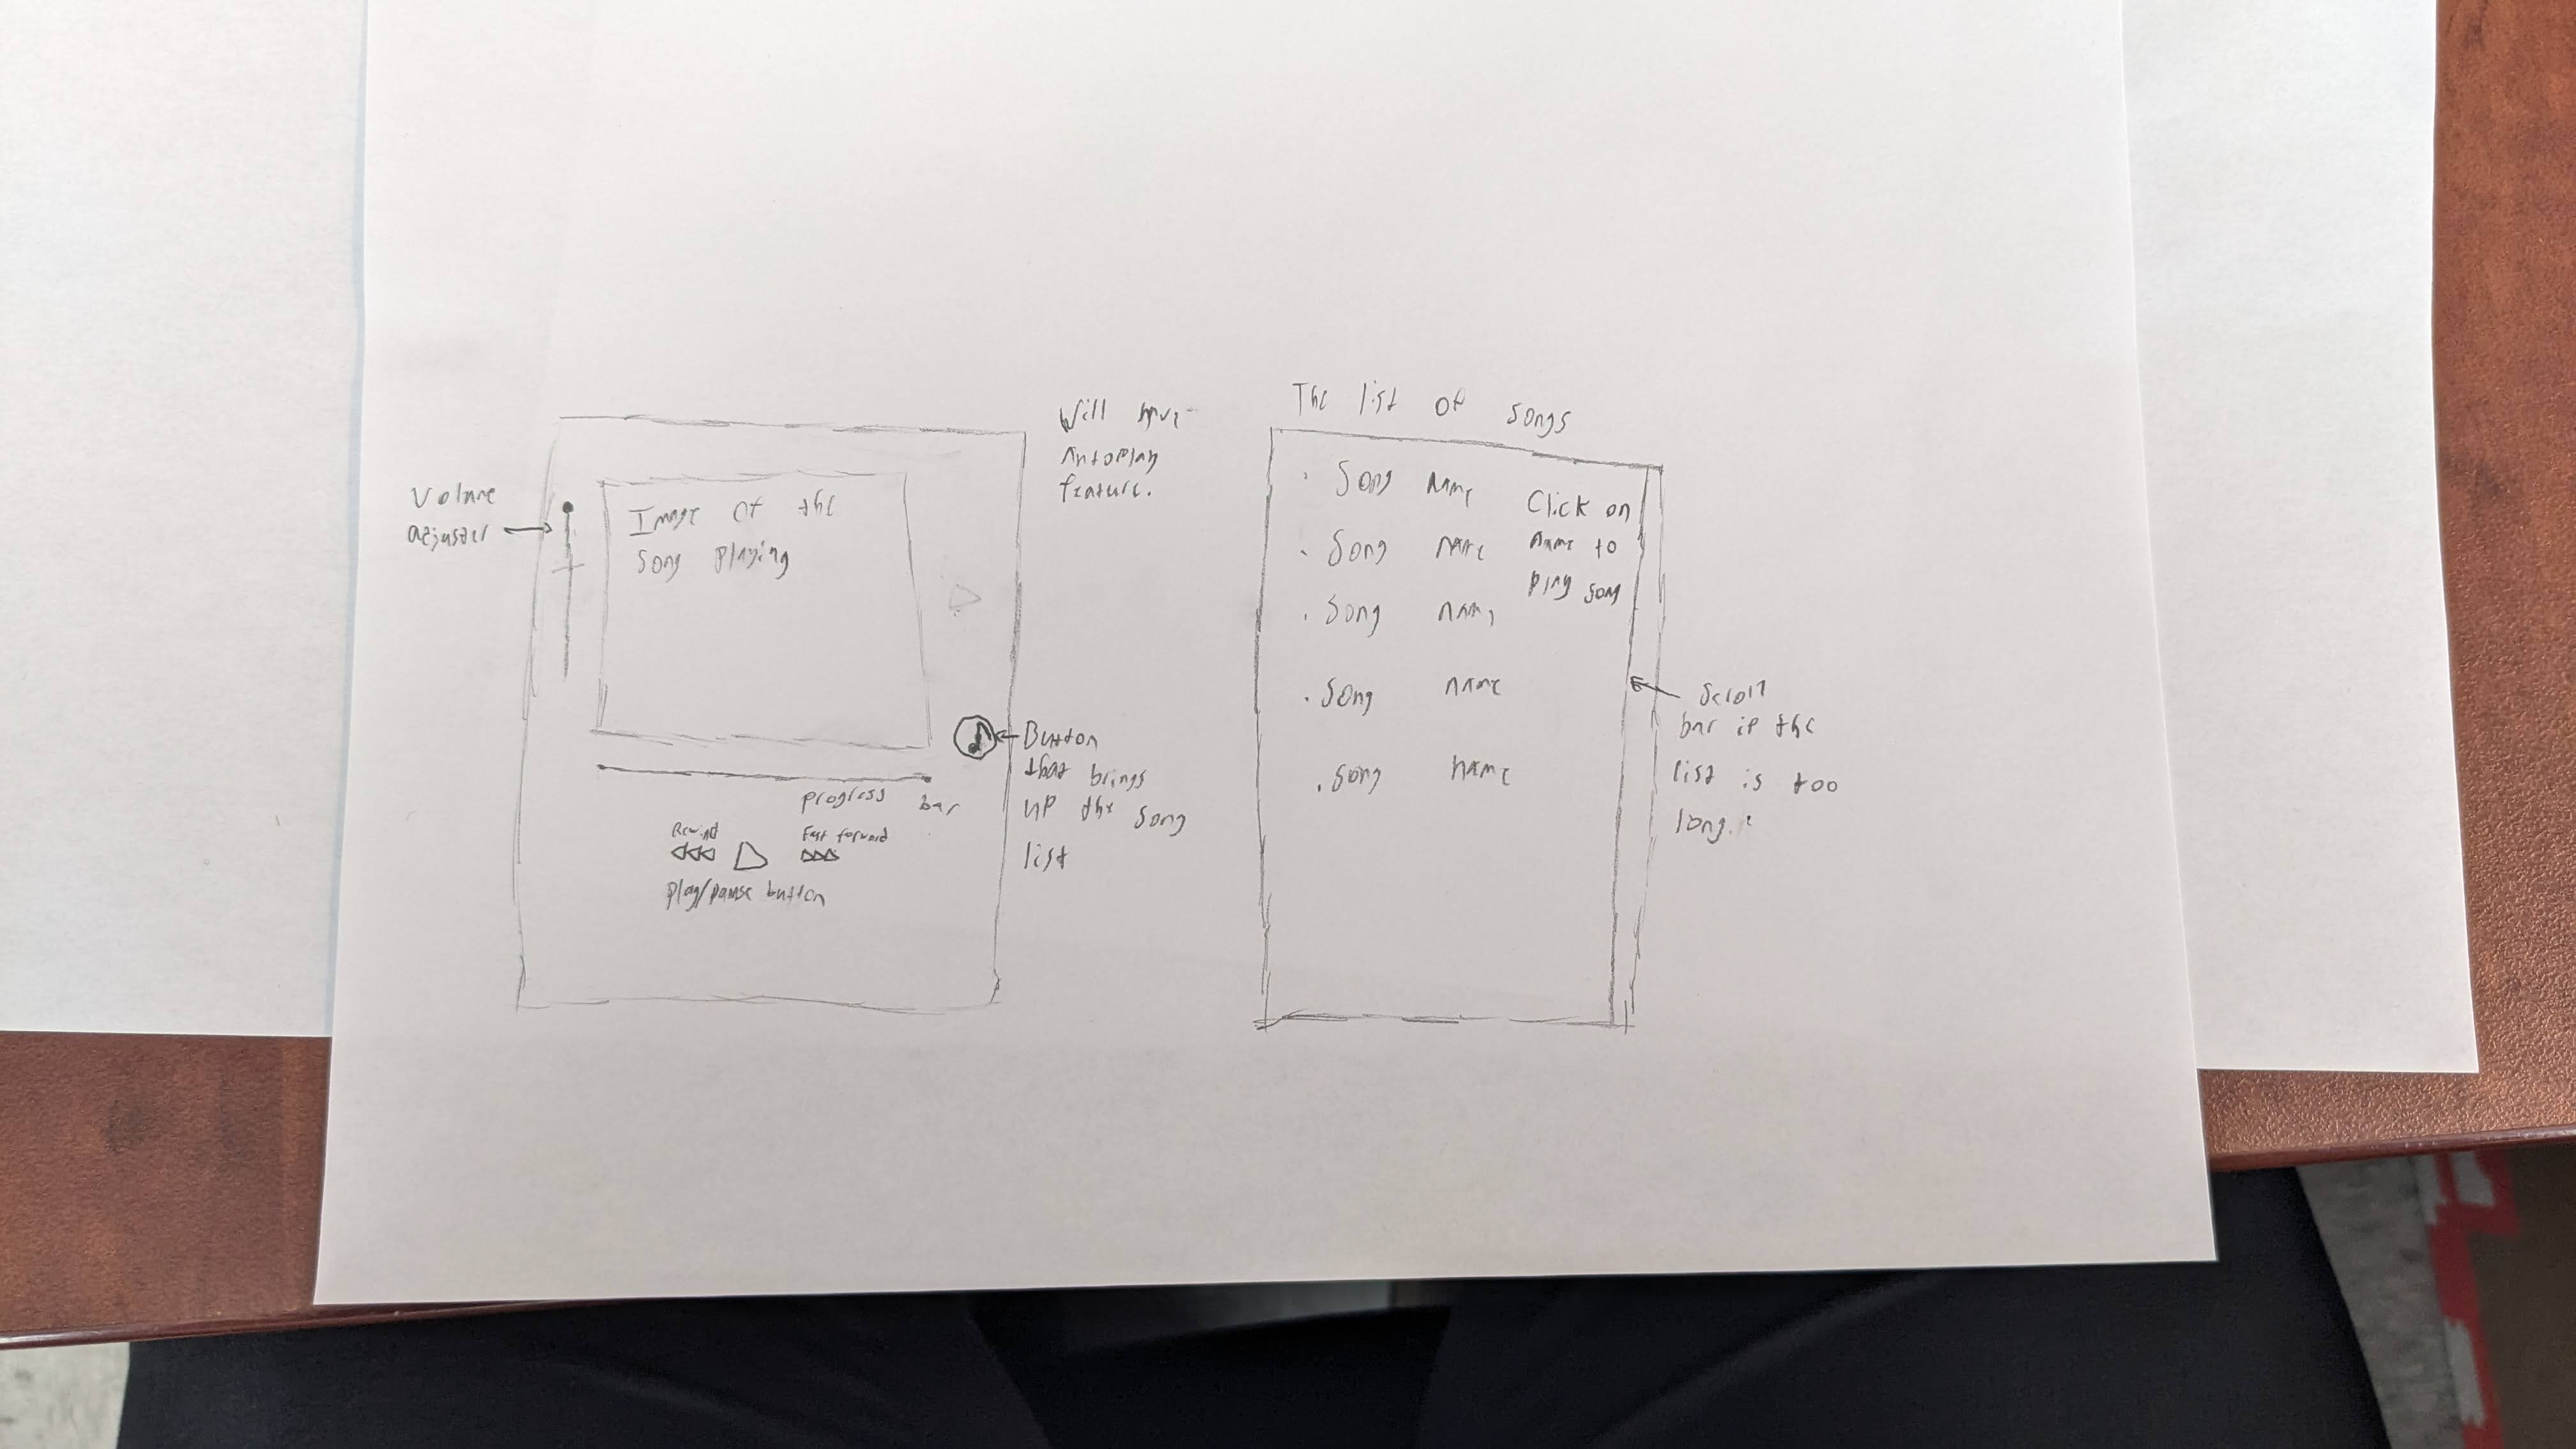 Volume
adjuster
Image of the
song playing
progress bar
Rewind
Fast forward
play/pause button
Will have
Autoplay
feature.
Button
that brings
up the song
list
The list of songs
. Song name
. Song name
. Song name
. Song name
. Song name
Click on
name to
play song
Scroll
bar if the
list is too
long.